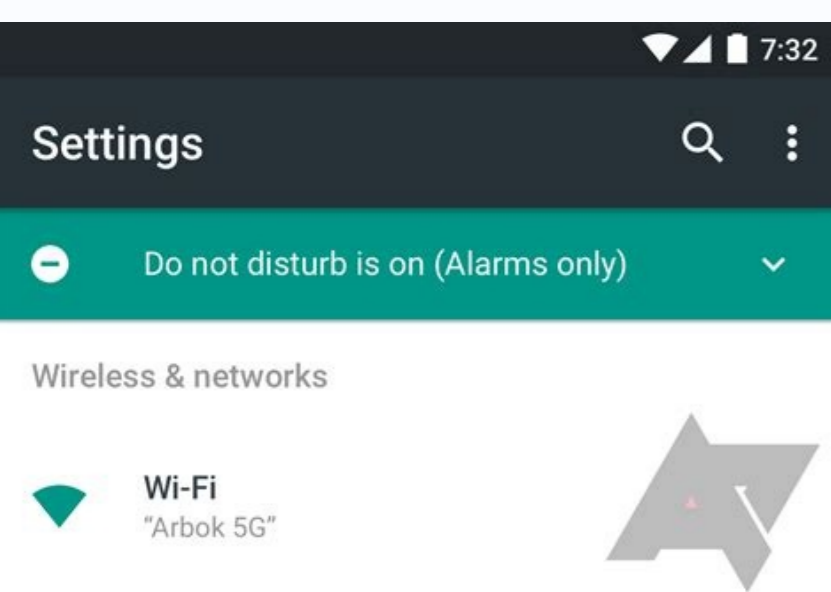 7:32
Settings
Do not disturb is on (Alarms only)
Wireless & networks
Wi-Fi
“Arbok 5G”